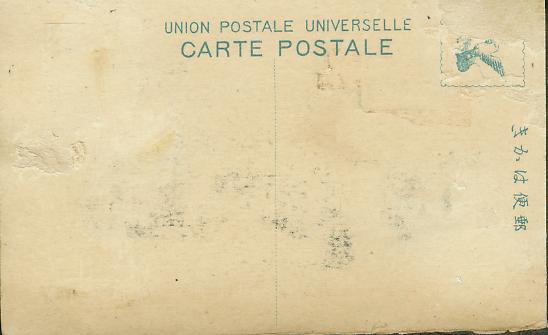 UNION POSTALE UNIVERSELLE
CARTE POSTALE
郵便はかき